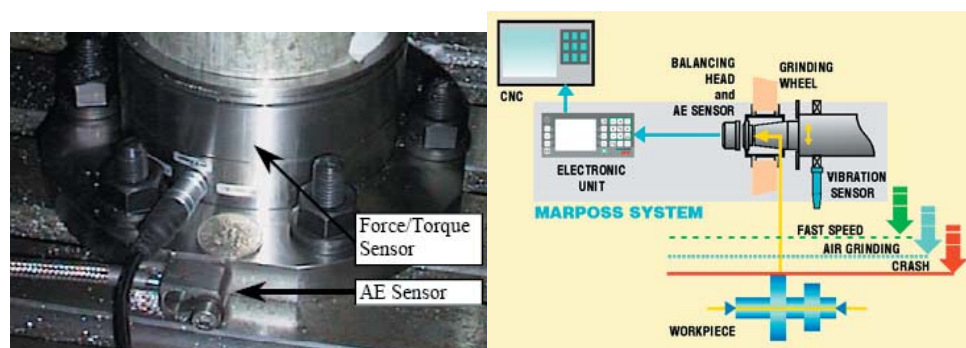 Force/Torque
Sensor
AE Sensor
CNC
BALANCING
HEAD
and
AE SENSOR
GRINDING
WHEEL
ELECTRONIC
UNIT
VIBRATION
SENSOR
MARPOSS SYSTEM
FAST SPEED
AIR GRINDING
CRASH
WORKPIECE